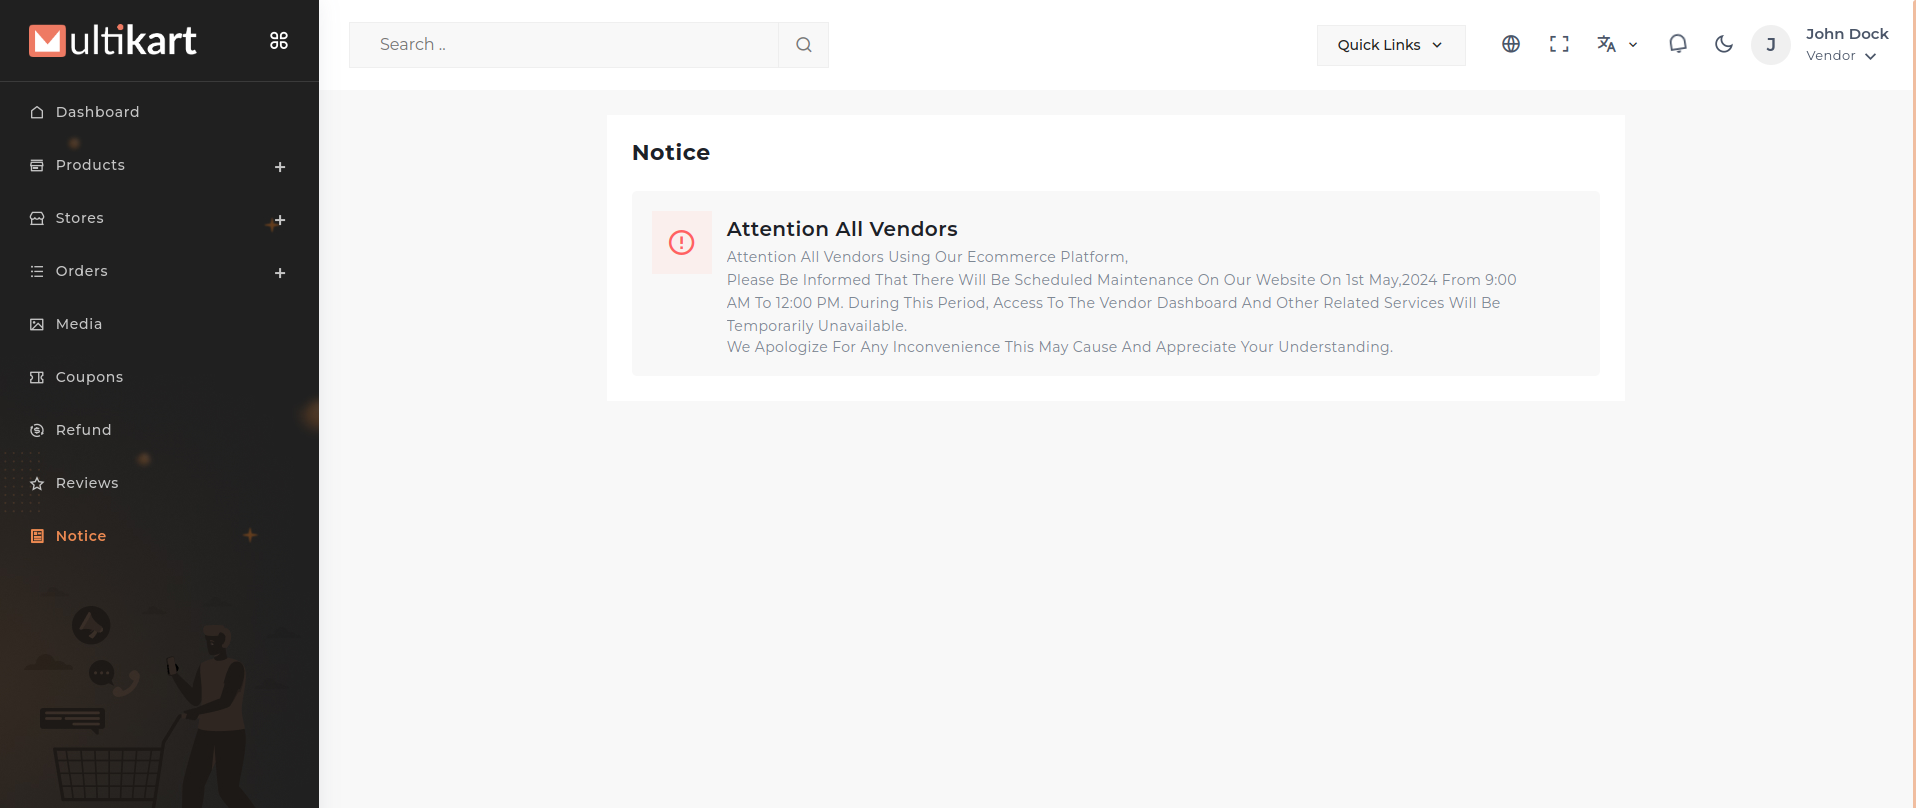 Multikart
Search ..
Quick Links
J
John Dock
Vendor
Dashboard
Products
Stores
Orders
Media
Coupons
Refund
Reviews
Notice
Notice
Attention All Vendors
Attention All Vendors Using Our Ecommerce Platform,
Please Be Informed That There Will Be Scheduled Maintenance On Our Website On 1st May,2024 From 9:00
AM To 12:00 PM. During This Period, Access To The Vendor Dashboard And Other Related Services Will Be
Temporarily Unavailable.
We Apologize For Any Inconvenience This May Cause And Appreciate Your Understanding.